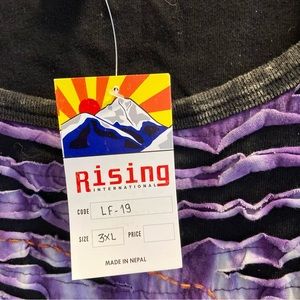 Rising
INTERNATIONAL
CODE LF-19
SIZE 3XL PRICE
MADE IN NEPAL